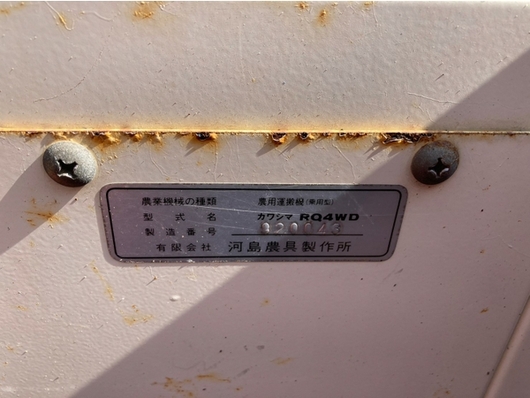 農業機械の種類 農用運搬機(乗用型)
型式名 カワシマ RQ4WD
製造番号 820043
有限会社 河島農具製作所